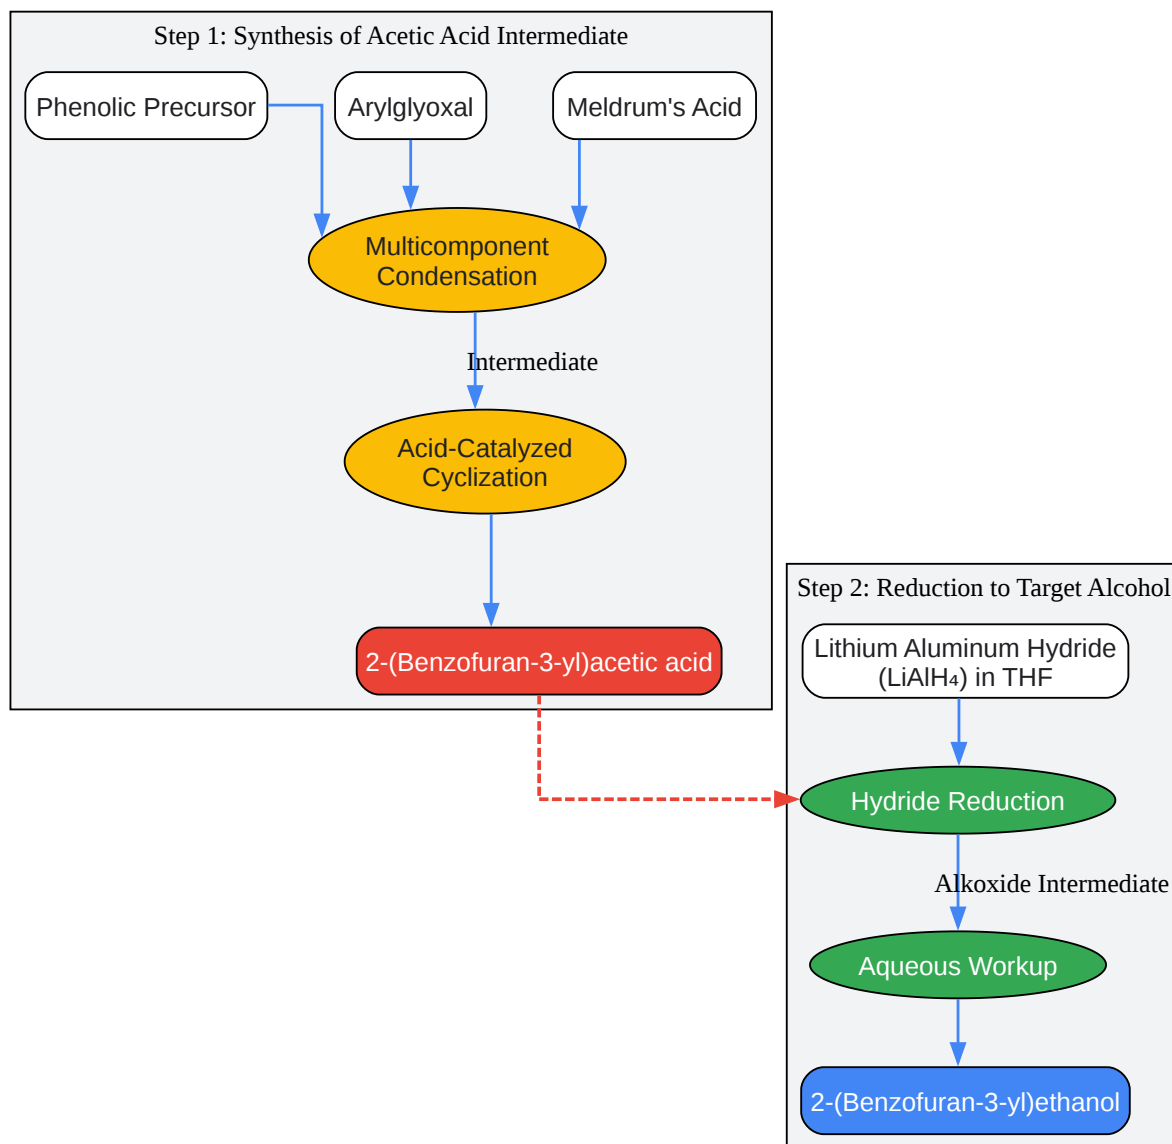 Step 1: Synthesis of Acetic Acid Intermediate
Phenolic Precursor
Arylglyoxal
Meldrum's Acid
Multicomponent
Condensation
Intermediate
Acid-Catalyzed
Cyclization
2-(Benzofuran-3-yl)acetic acid
Step 2: Reduction to Target Alcohol
Lithium Aluminum Hydride
(LiAlH₄) in THF
Hydride Reduction
Alkoxide Intermediate
Aqueous Workup
2-(Benzofuran-3-yl)ethanol